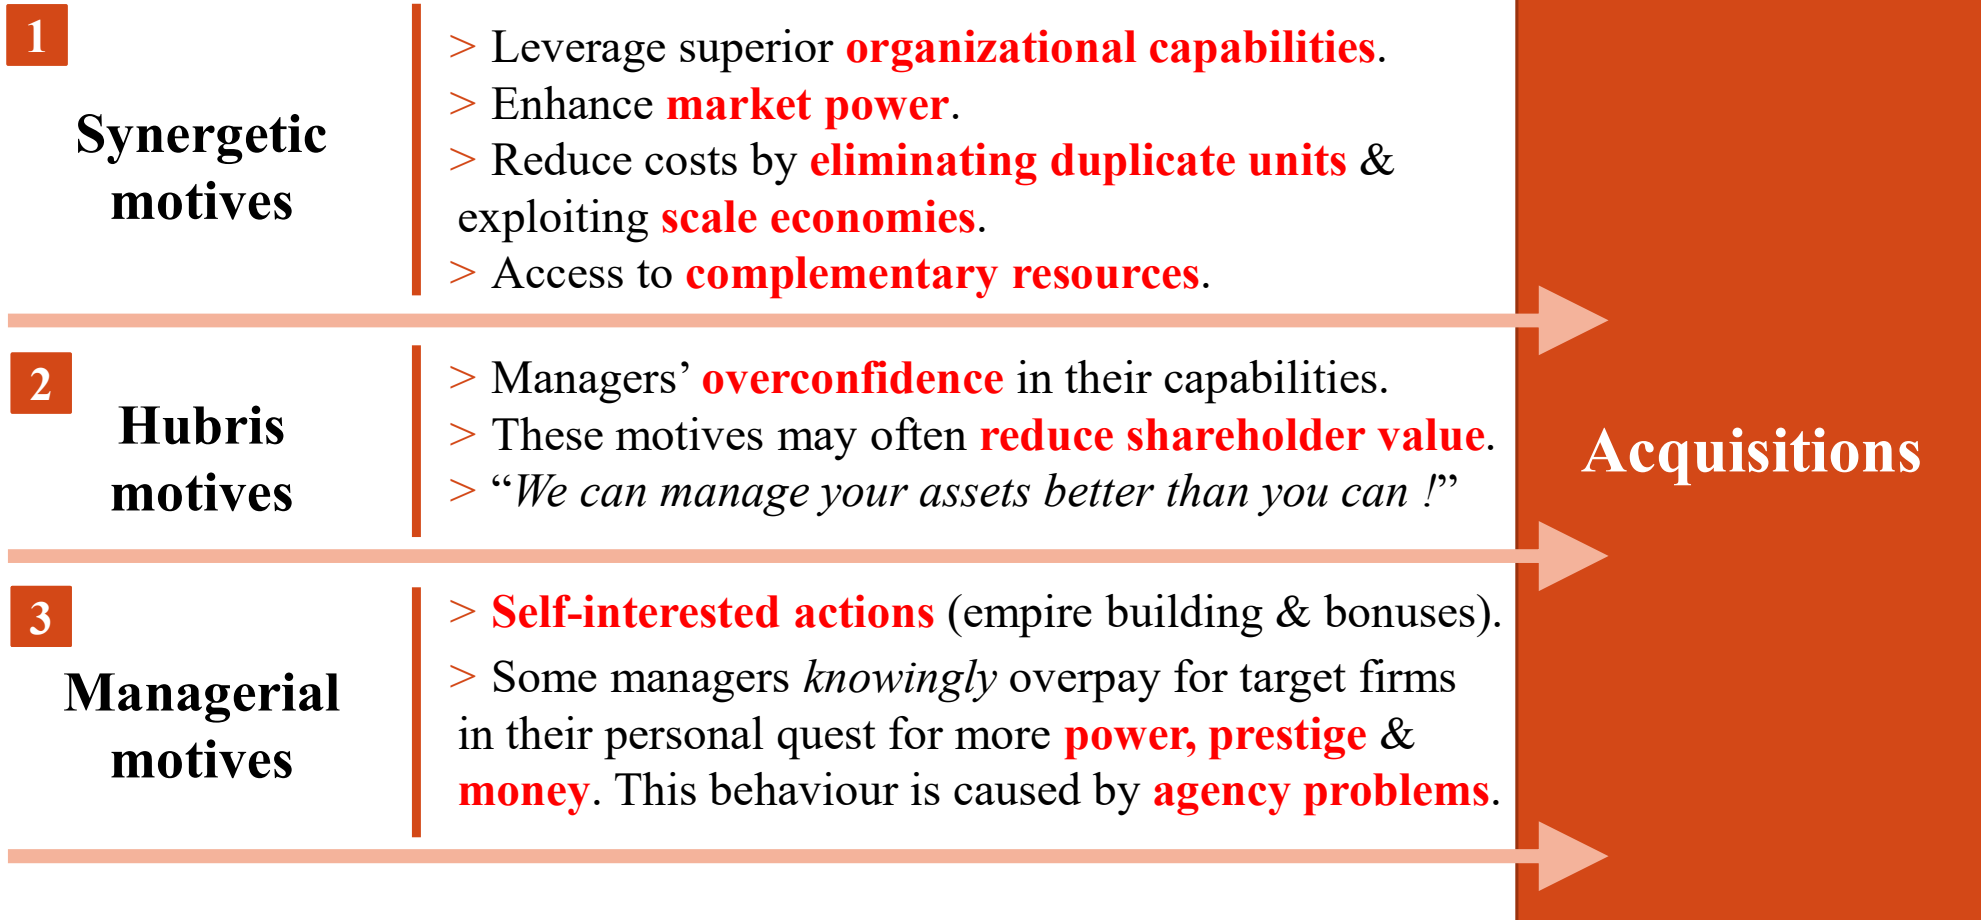 1
Synergetic
motives
> Leverage superior organizational capabilities.
> Enhance market power.
> Reduce costs by eliminating duplicate units &
exploiting scale economies.
> Access to complementary resources.
2
Hubris
motives
> Managers’ overconfidence in their capabilities.
> These motives may often reduce shareholder value.
> “We can manage your assets better than you can !”
3
Managerial
motives
> Self-interested actions (empire building & bonuses).
> Some managers knowingly overpay for target firms
in their personal quest for more power, prestige &
money. This behaviour is caused by agency problems.
Acquisitions